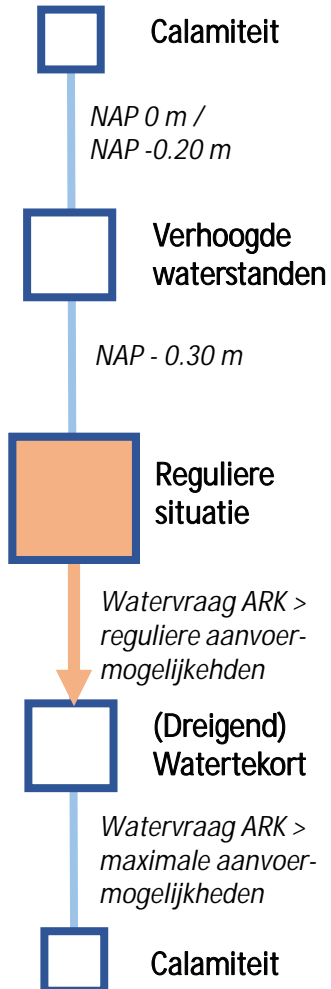 Calamiteit
NAP 0 m /
NAP -0.20 m
Verhoogde
waterstanden
NAP - 0.30 m
Reguliere
situatie
Watervraag ARK >
reguliere aanvoer-
mogelijkehden
(Dreigend)
Watertekort
Watervraag ARK >
maximale aanvoer-
mogelijkheden
Calamiteit